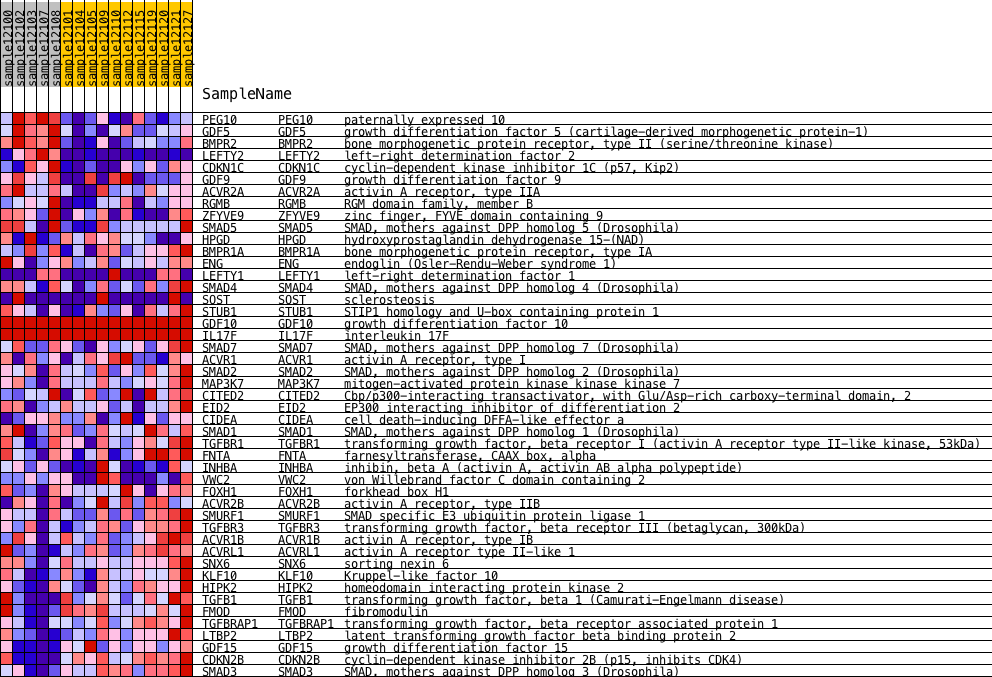 sample12100
sample12102
sample12103
sample12107
sample12108
sample12101
sample12104
sample12105
sample12109
sample12110
sample12112
sample12115
sample12119
sample12120
sample12121
sample12127
SampleName
PEG10 PEG10 paternally expressed 10
GDF5 GDF5 growth differentiation factor 5 (cartilage-derived morphogenetic protein-1)
BMPR2 BMPR2 bone morphogenetic protein receptor, type II (serine/threonine kinase)
LEFTY2 LEFTY2 left-right determination factor 2
CDKN1C CDKN1C cyclin-dependent kinase inhibitor 1C (p57, Kip2)
GDF9 GDF9 growth differentiation factor 9
ACVR2A ACVR2A activin A receptor, type IIA
RGMB RGMB RGM domain family, member B
ZFYVE9 ZFYVE9 zinc finger, FYVE domain containing 9
SMAD5 SMAD5 SMAD, mothers against DPP homolog 5 (Drosophila)
HPGD HPGD hydroxyprostaglandin dehydrogenase 15-(NAD)
BMPR1A BMPR1A bone morphogenetic protein receptor, type IA
ENG ENG endoglin (Osler-Rendu-Weber syndrome 1)
LEFTY1 LEFTY1 left-right determination factor 1
SMAD4 SMAD4 SMAD, mothers against DPP homolog 4 (Drosophila)
SOST SOST sclerosteosis
STUB1 STUB1 STIP1 homology and U-box containing protein 1
GDF10 GDF10 growth differentiation factor 10
IL17F IL17F interleukin 17F
SMAD7 SMAD7 SMAD, mothers against DPP homolog 7 (Drosophila)
ACVR1 ACVR1 activin A receptor, type I
SMAD2 SMAD2 SMAD, mothers against DPP homolog 2 (Drosophila)
MAP3K7 MAP3K7 mitogen-activated protein kinase kinase kinase 7
CITED2 CITED2 Cbp/p300-interacting transactivator, with Glu/Asp-rich carboxy-terminal domain, 2
EID2 EID2 EP300 interacting inhibitor of differentiation 2
CIDEA CIDEA cell death-inducing DFFA-like effector a
SMAD1 SMAD1 SMAD, mothers against DPP homolog 1 (Drosophila)
TGFBR1 TGFBR1 transforming growth factor, beta receptor I (activin A receptor type II-like kinase, 53kDa)
FNTA FNTA farnesyltransferase, CAAX box, alpha
INHBA INHBA inhibin, beta A (activin A, activin AB alpha polypeptide)
VWC2 VWC2 von Willebrand factor C domain containing 2
FOXH1 FOXH1 forkhead box H1
ACVR2B ACVR2B activin A receptor, type IIB
SMURF1 SMURF1 SMAD specific E3 ubiquitin protein ligase 1
TGFBR3 TGFBR3 transforming growth factor, beta receptor III (betaglycan, 300kDa)
ACVR1B ACVR1B activin A receptor, type IB
ACVRL1 ACVRL1 activin A receptor type II-like 1
SNX6 SNX6 sorting nexin 6
KLF10 KLF10 Kruppel-like factor 10
HIPK2 HIPK2 homeodomain interacting protein kinase 2
TGFB1 TGFB1 transforming growth factor, beta 1 (Camurati-Engelmann disease)
FMOD FMOD fibromodulin
TGFBRAP1 TGFBRAP1 transforming growth factor, beta receptor associated protein 1
LTBP2 LTBP2 latent transforming growth factor beta binding protein 2
GDF15 GDF15 growth differentiation factor 15
CDKN2B CDKN2B cyclin-dependent kinase inhibitor 2B (p15, inhibits CDK4)
SMAD3 SMAD3 SMAD, mothers against DPP homolog 3 (Drosophila)